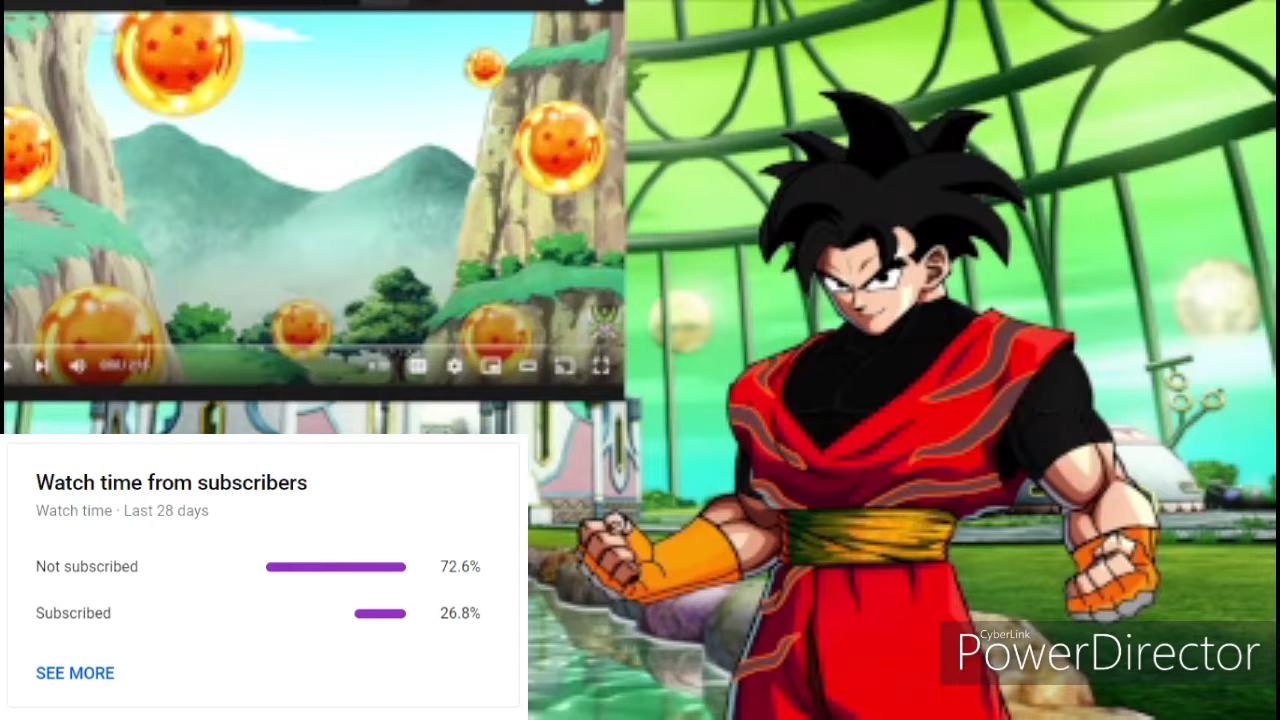 Watch time from subscribers
Watch time · Last 28 days
Not subscribed 72.6%
Subscribed 26.8%
SEE MORE
CyberLink
PowerDirector